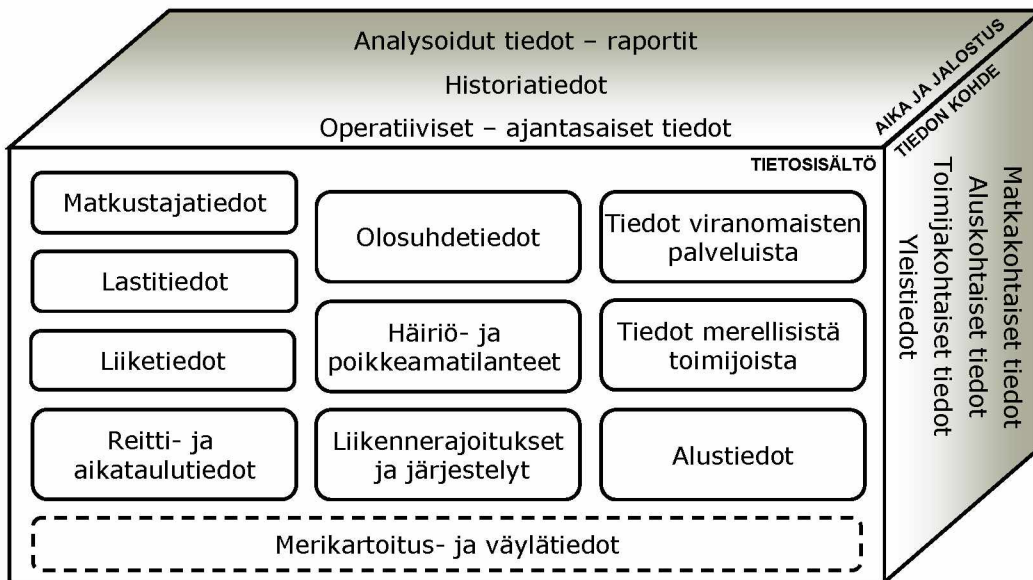 Analysoidut tiedot – raportit
Historiatiedot
Operatiiviset – ajantasaiset tiedot
AIKA JA JALOSTUS
TIEDON KOHDE
TIETOSISÄLTÖ
Matkustajatiedot
Lastitiedot
Liiketiedot
Reitti- ja
aikataulutiedot
Olosuhdetiedot
Häiriö- ja
poikkeamatilanteet
Liikennerajoitukset
ja järjestelyt
Tiedot viranomaisten
palveluista
Tiedot merellisistä
toimijoista
Alustiedot
Merikartoitus- ja väylätiedot
Matkakohtaiset tiedot
Aluskohtaiset tiedot
Toimijakohtaiset tiedot
Yleistiedot